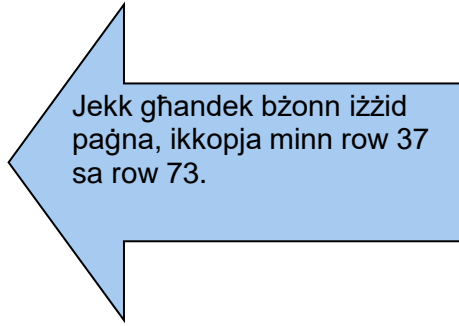 Jekk għandek bżonn iżżid
paġna, ikkopja minn row 37
sa row 73.